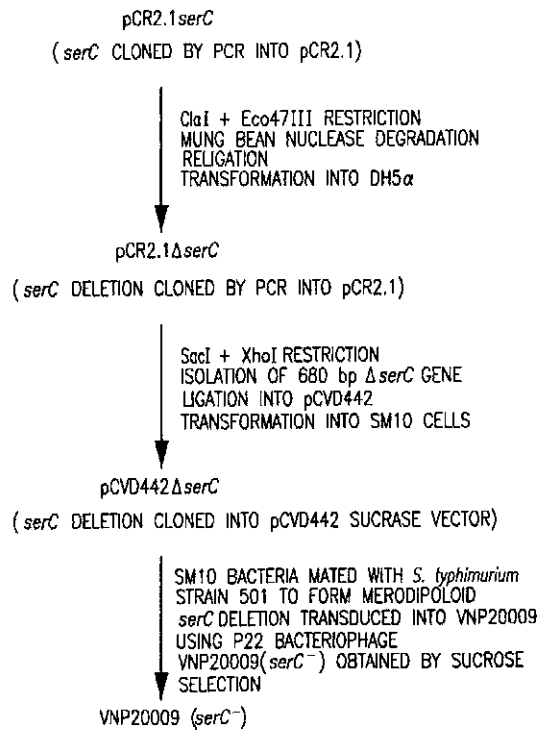 pCR2.1serC
(serC CLONED BY PCR INTO pCR2.1)
ClaI + Eco47III RESTRICTION
MUNG BEAN NUCLEASE DEGRADATION
RELIGATION
TRANSFORMATION INTO DH5α
pCR2.1ΔserC
(serC DELETION CLONED BY PCR INTO pCR2.1)
SacI + XhoI RESTRICTION
ISOLATION OF 680 bp ΔserC GENE
LIGATION INTO pCVD442
TRANSFORMATION INTO SM10 CELLS
pCVD442ΔserC
(serC DELETION CLONED INTO pCVD442 SUCRASE VECTOR)
SM10 BACTERIA MATED WITH S. typhimurium
STRAIN 501 TO FORM MERODIPOLOID
serC DELETION TRANSDUCED INTO VNP20009
USING P22 BACTERIOPHAGE
VNP20009(serC⁻) OBTAINED BY SUCROSE
SELECTION
VNP20009 (serC⁻)